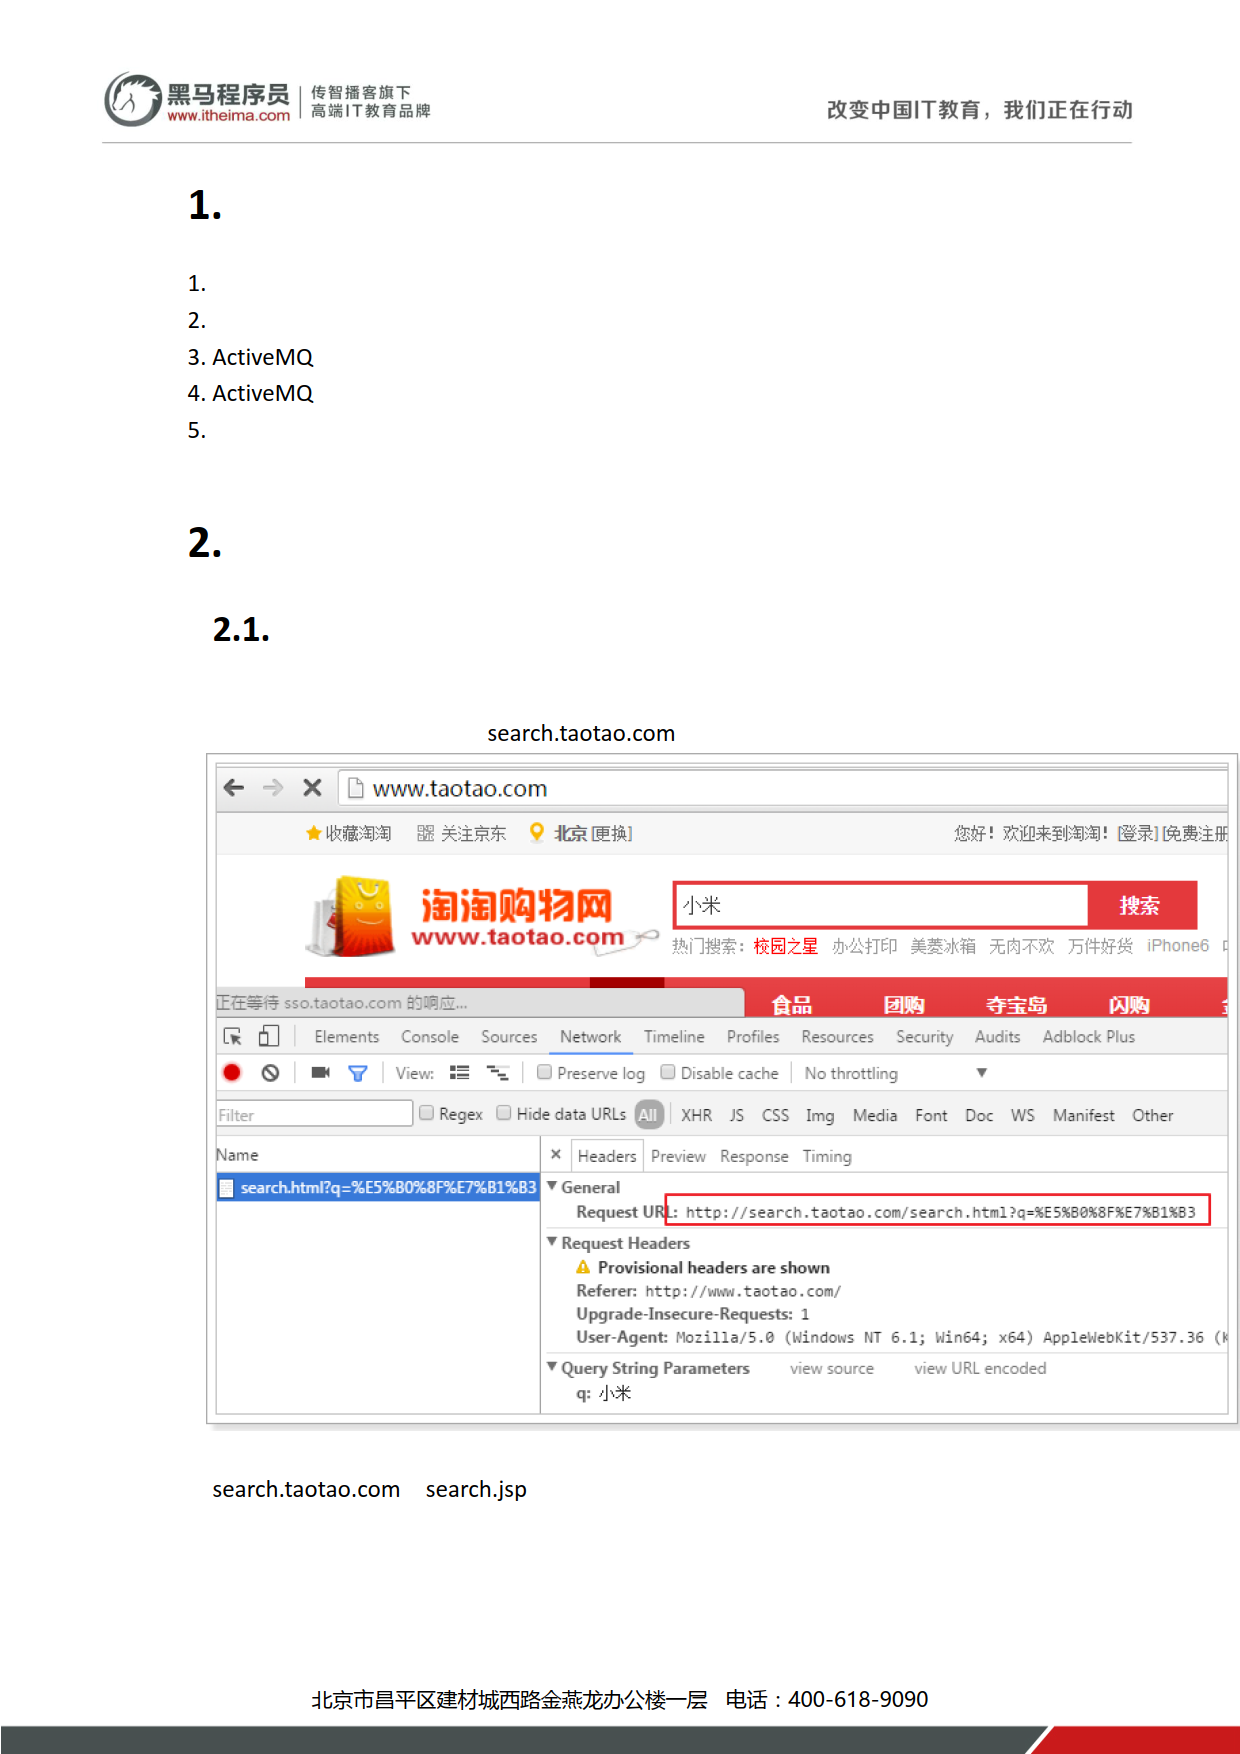 黑马程序员
www.itheima.com
传智播客旗下
高端IT教育品牌
改变中国IT教育，我们正在行动
1.
1.
2.
3. ActiveMQ
4. ActiveMQ
5.
2.
2.1.
search.taotao.com
www.taotao.com
收藏淘淘 关注京东 北京 [更换] 您好！欢迎来到淘淘！[登录] [免费注册
淘淘购物网
www.taotao.com
小米 搜索
热门搜索： 校园之星 办公打印 美菱冰箱 无肉不欢 万件好货 iPhone6
正在等待 sso.taotao.com 的响应... 食品 团购 夺宝岛 闪购
Elements Console Sources Network Timeline Profiles Resources Security Audits Adblock Plus
View: Preserve log Disable cache No throttling
Filter Regex Hide data URLs All XHR JS CSS Img Media Font Doc WS Manifest Other
Name × Headers Preview Response Timing
search.html?q=%E5%B0%8F%E7%B1%B3 General
Request URL: http://search.taotao.com/search.html?q=%E5%B0%8F%E7%B1%B3
Request Headers
Provisional headers are shown
Referer: http://www.taotao.com/
Upgrade-Insecure-Requests: 1
User-Agent: Mozilla/5.0 (Windows NT 6.1; Win64; x64) AppleWebKit/537.36 (K
Query String Parameters view source view URL encoded
q: 小米
search.taotao.com search.jsp
北京市昌平区建材城西路金燕龙办公楼一层 电话：400-618-9090